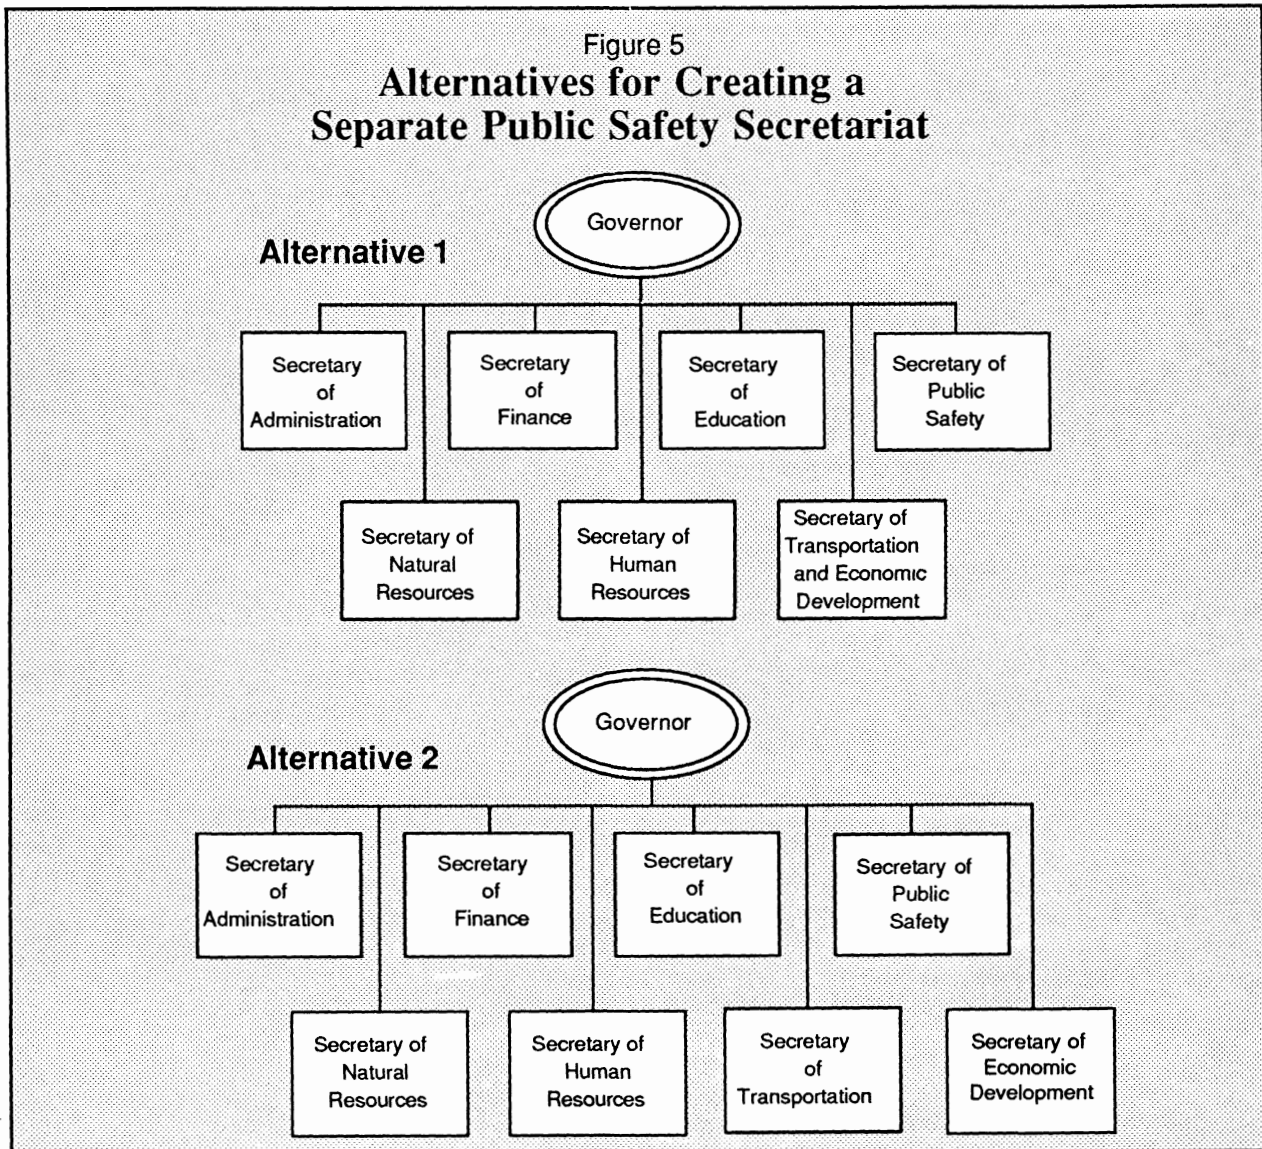 Figure 5
Alternatives for Creating a
Separate Public Safety Secretariat
Governor
Alternative 1
Secretary
of
Administration
Secretary
of
Finance
Secretary
of
Education
Secretary of
Public
Safety
Secretary of
Natural
Resources
Secretary of
Human
Resources
Secretary of
Transportation
and Economic
Development
Governor
Alternative 2
Secretary
of
Administration
Secretary
of
Finance
Secretary
of
Education
Secretary of
Public
Safety
Secretary of
Natural
Resources
Secretary of
Human
Resources
Secretary
of
Transportation
Secretary of
Economic
Development